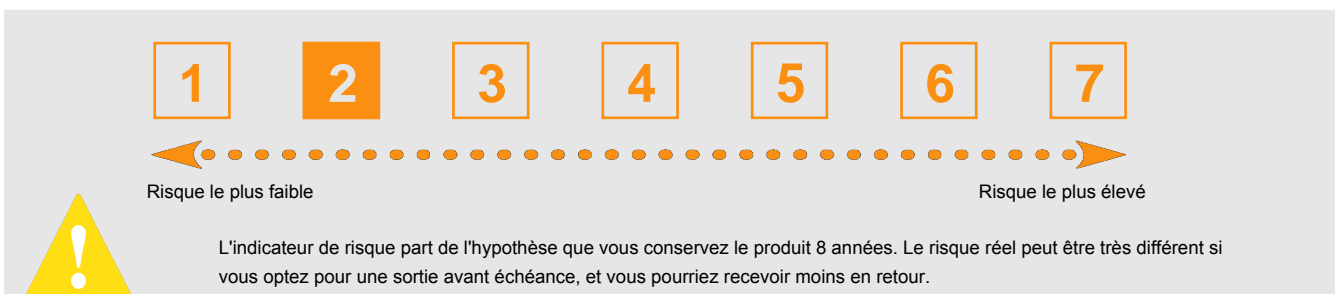 1 2 3 4 5 6 7
Risque le plus faible Risque le plus élevé
L'indicateur de risque part de l'hypothèse que vous conservez le produit 8 années. Le risque réel peut être très différent si
vous optez pour une sortie avant échéance, et vous pourriez recevoir moins en retour.